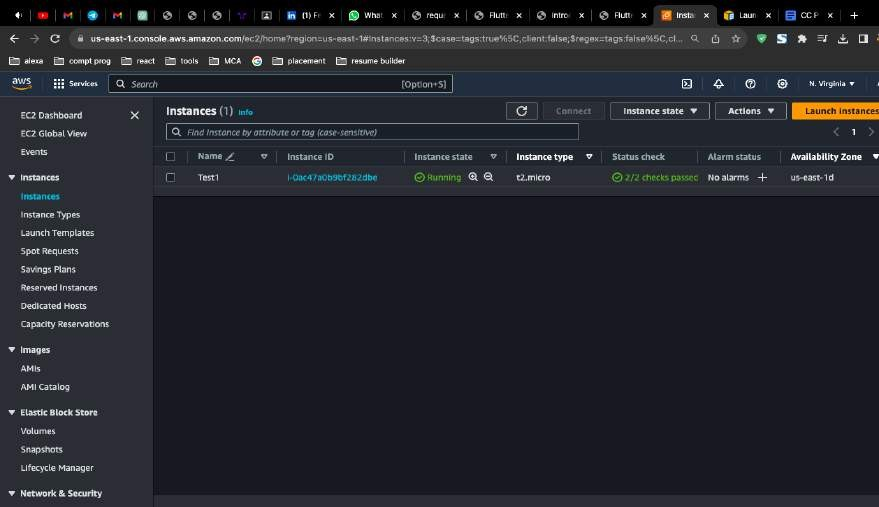 (1) Fe
What
requi
Flutte
Intro
Flutte
Instan
Laun
CC F
us-east-1.console.aws.amazon.com/ec2/home?region=us-east-1#Instances:v=3;$case=tags:true%5C,client:false;$regex=tags:false%5C,cl...
alexa compt prog react tools MCA placement resume builder
aws Services Search [Option+S] N. Virginia
EC2 Dashboard
EC2 Global View
Events
Instances
Instances
Instance Types
Launch Templates
Spot Requests
Savings Plans
Reserved Instances
Dedicated Hosts
Capacity Reservations
Images
AMIs
AMI Catalog
Elastic Block Store
Volumes
Snapshots
Lifecycle Manager
Network & Security
Instances (1) Info
Connect Instance state Actions Launch instances
Find Instance by attribute or tag (case-sensitive)
1
Name Instance ID Instance state Instance type Status check Alarm status Availability Zone
Test1 i-0ac47a0b9bf282dbe Running t2.micro 2/2 checks passed No alarms us-east-1d